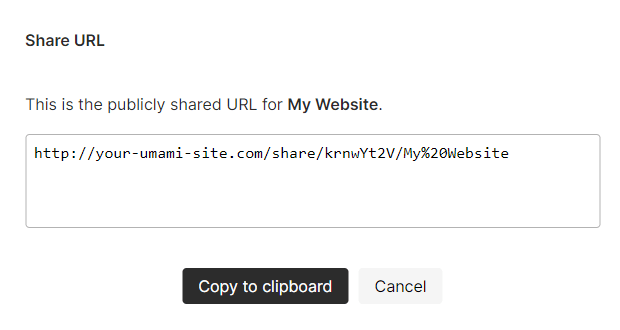 Share URL
This is the publicly shared URL for My Website.
http://your-umami-site.com/share/krnwYt2V/My%20Website
Copy to clipboard
Cancel